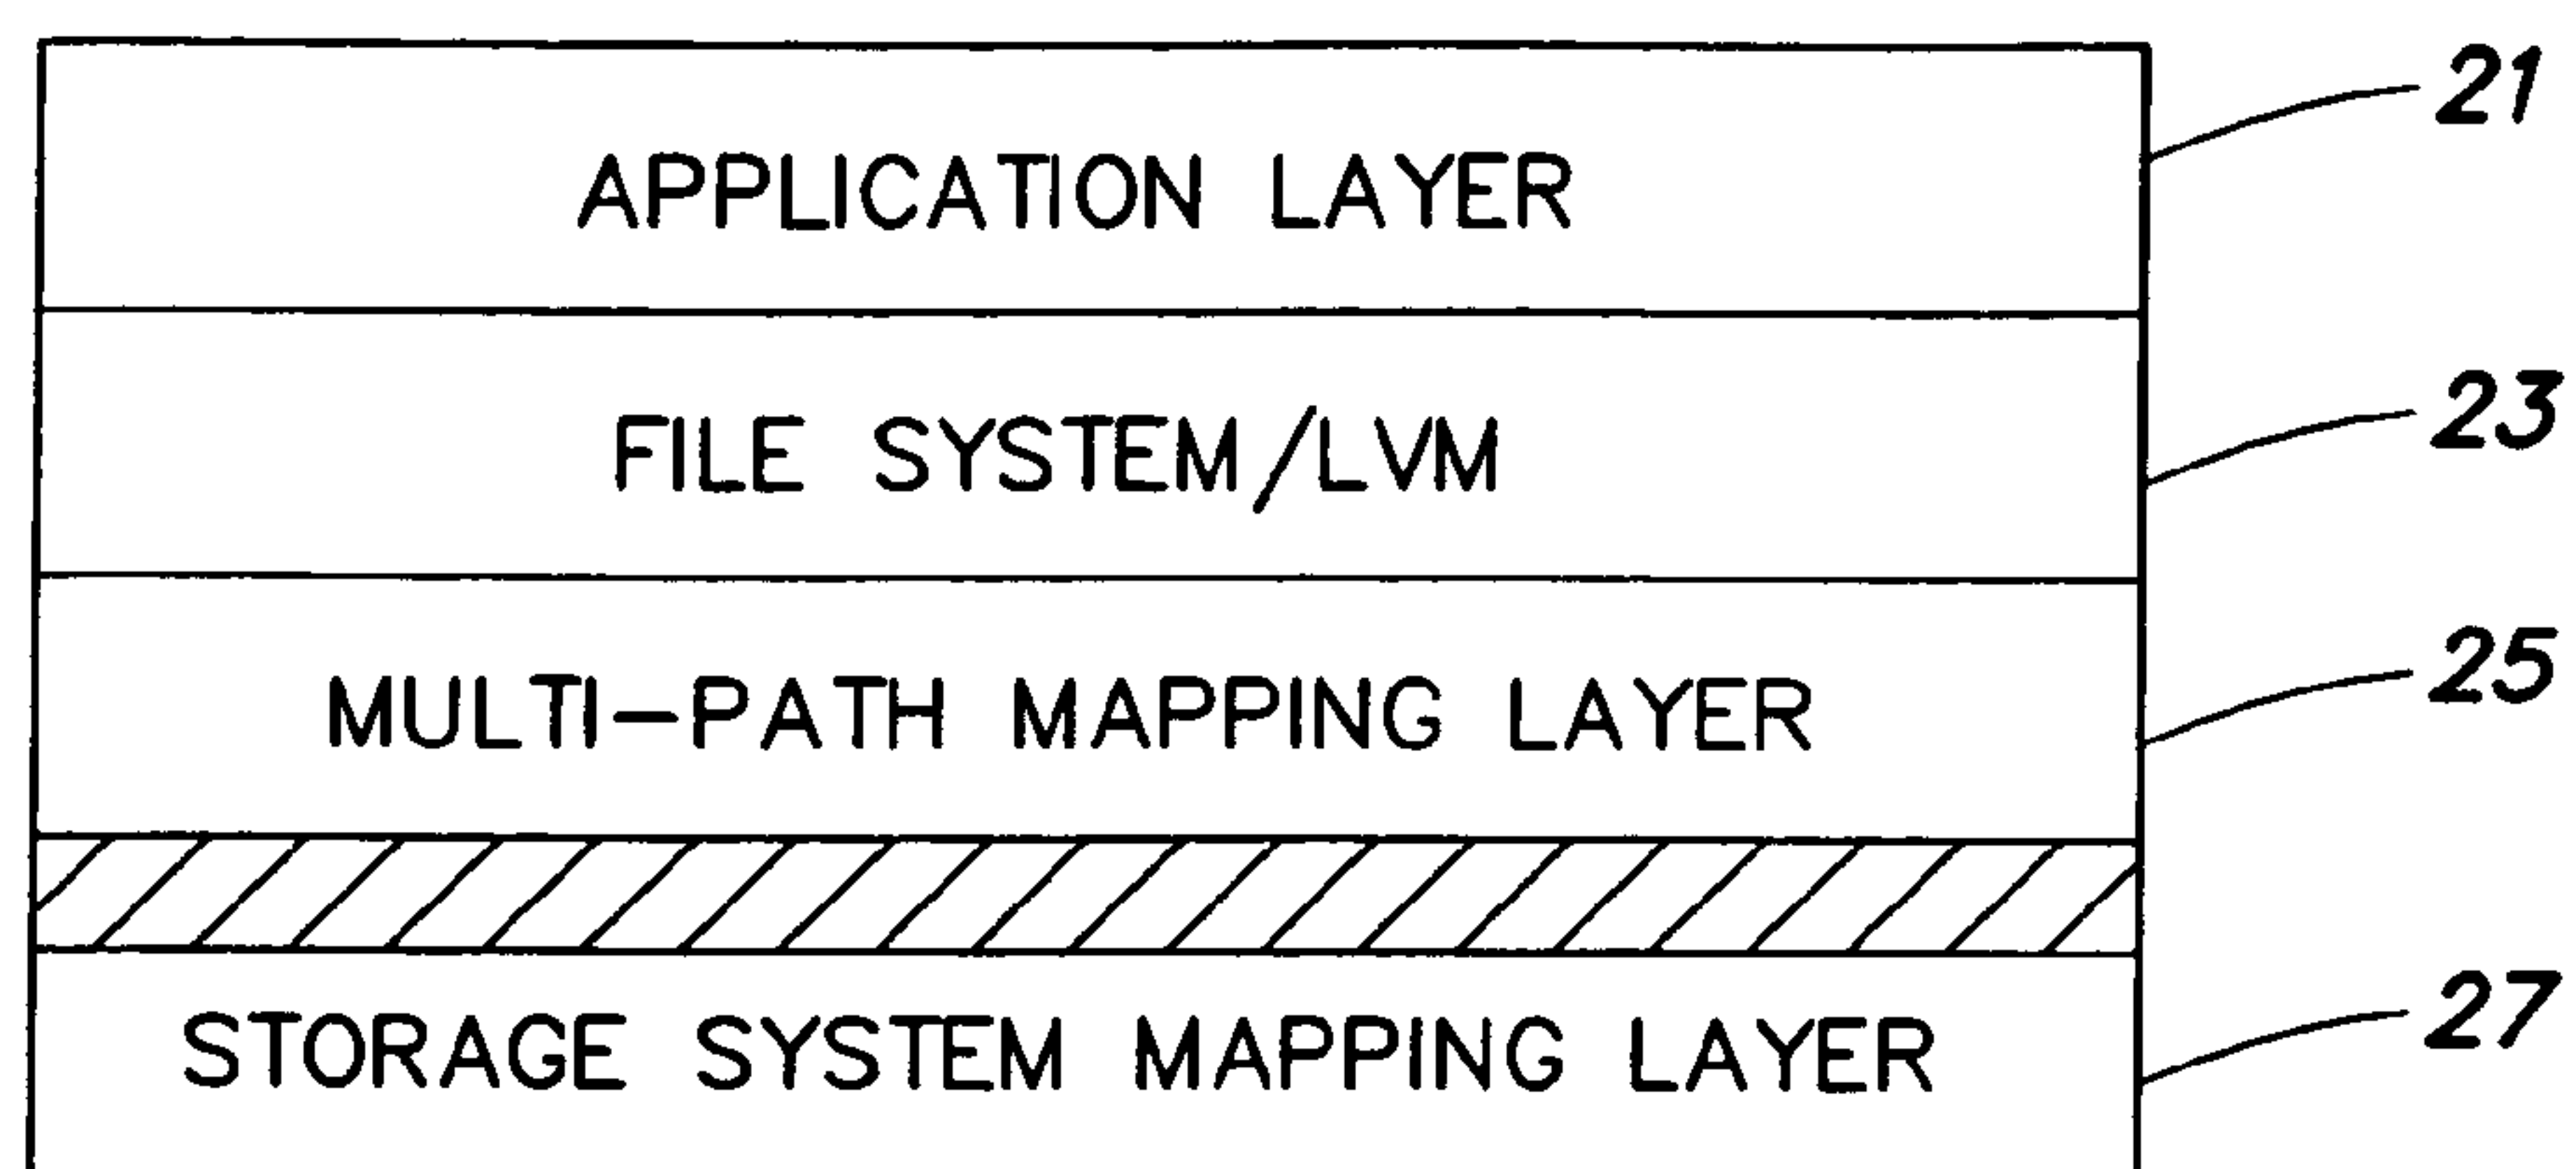 APPLICATION LAYER 21
FILE SYSTEM/LVM 23
MULTI-PATH MAPPING LAYER 25
STORAGE SYSTEM MAPPING LAYER 27